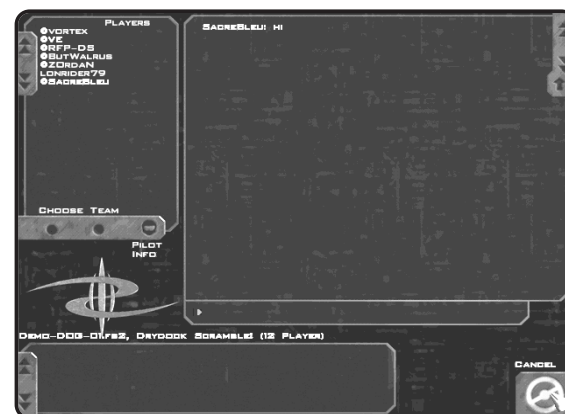 PLAYERS
VORTEX
VE
RFP-DS
BUTWALRUS
ZORDAN
LONRIDER79
SACREBLEU
SACREBLEU: HI
CHOOSE TEAM
PILOT
INFO
DEMO-DOG-01.FS2, DRYDOCK SCRAMBLE! (12 PLAYER)
CANCEL